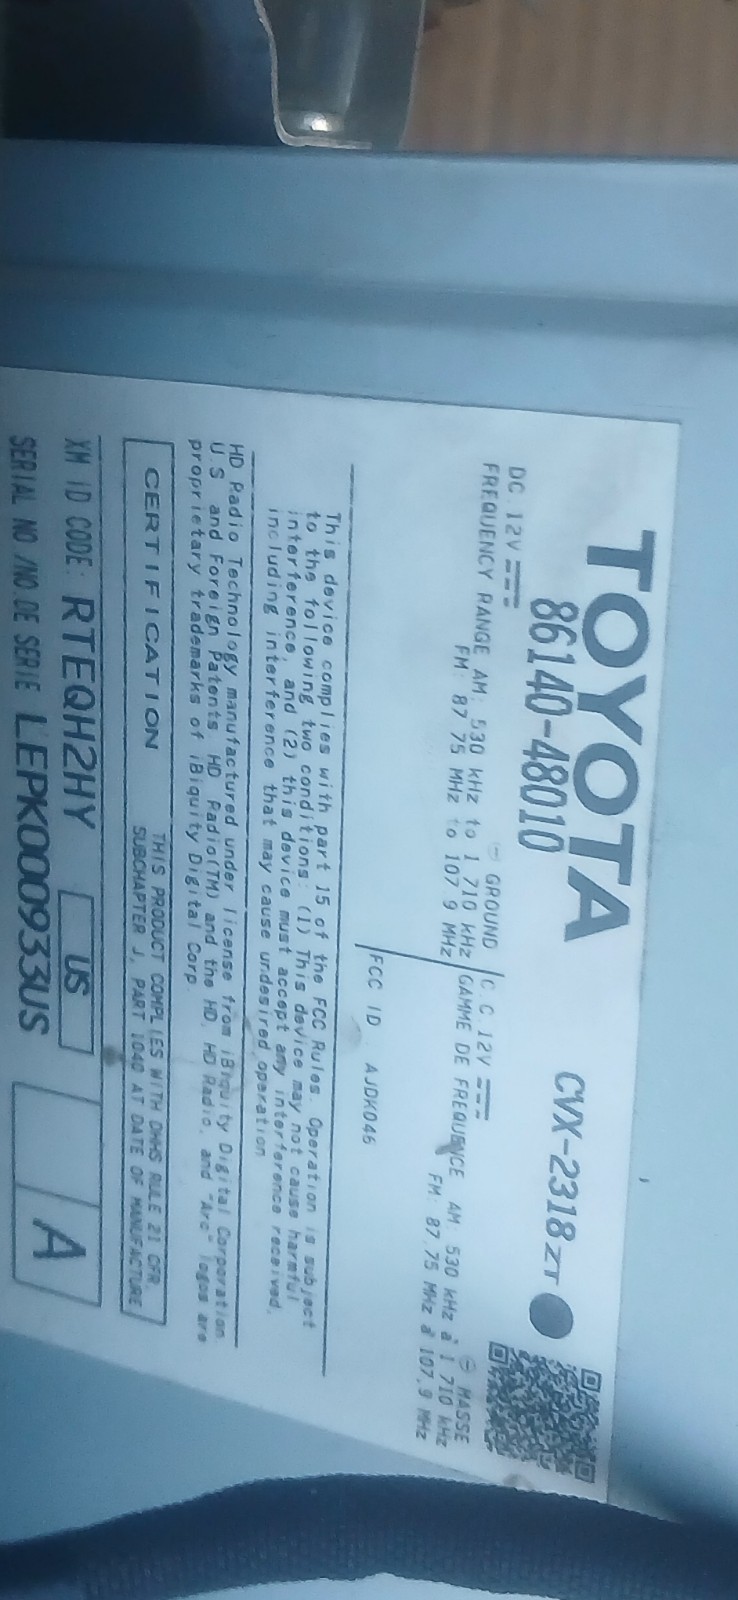 TOYOTA
86140-48010
CVX-2318ZT
DC 12V ⊖ GROUND
FREQUENCY RANGE AM: 530 kHz to 1 710 kHz
FM: 87 75 MHz to 107 9 MHz
C.C 12V ⊖ MASSE
GAMME DE FREQUENCE AM: 530 kHz à 1 710 kHz
FM: 87.75 MHz à 107,9 MHz
FCC ID AJDK046
This device complies with part 15 of the FCC Rules. Operation is subject
to the following two conditions: (1) This device may not cause harmful
interference, and (2) this device must accept any interference received,
including interference that may cause undesired operation
HD Radio Technology manufactured under license from iBiquity Digital Corporation.
U.S and Foreign Patents HD Radio(TM) and the HD, HD Radio, and "Arc" logos are
proprietary trademarks of iBiquity Digital Corp.
CERTIFICATION
THIS PRODUCT COMPLIES WITH DHHS RULE 21 CFR,
SUBCHAPTER J, PART 1040 AT DATE OF MANUFACTURE
XM ID CODE: RTEQH2HY US
SERIAL NO /NO.DE SERIE LEPK000933US
A